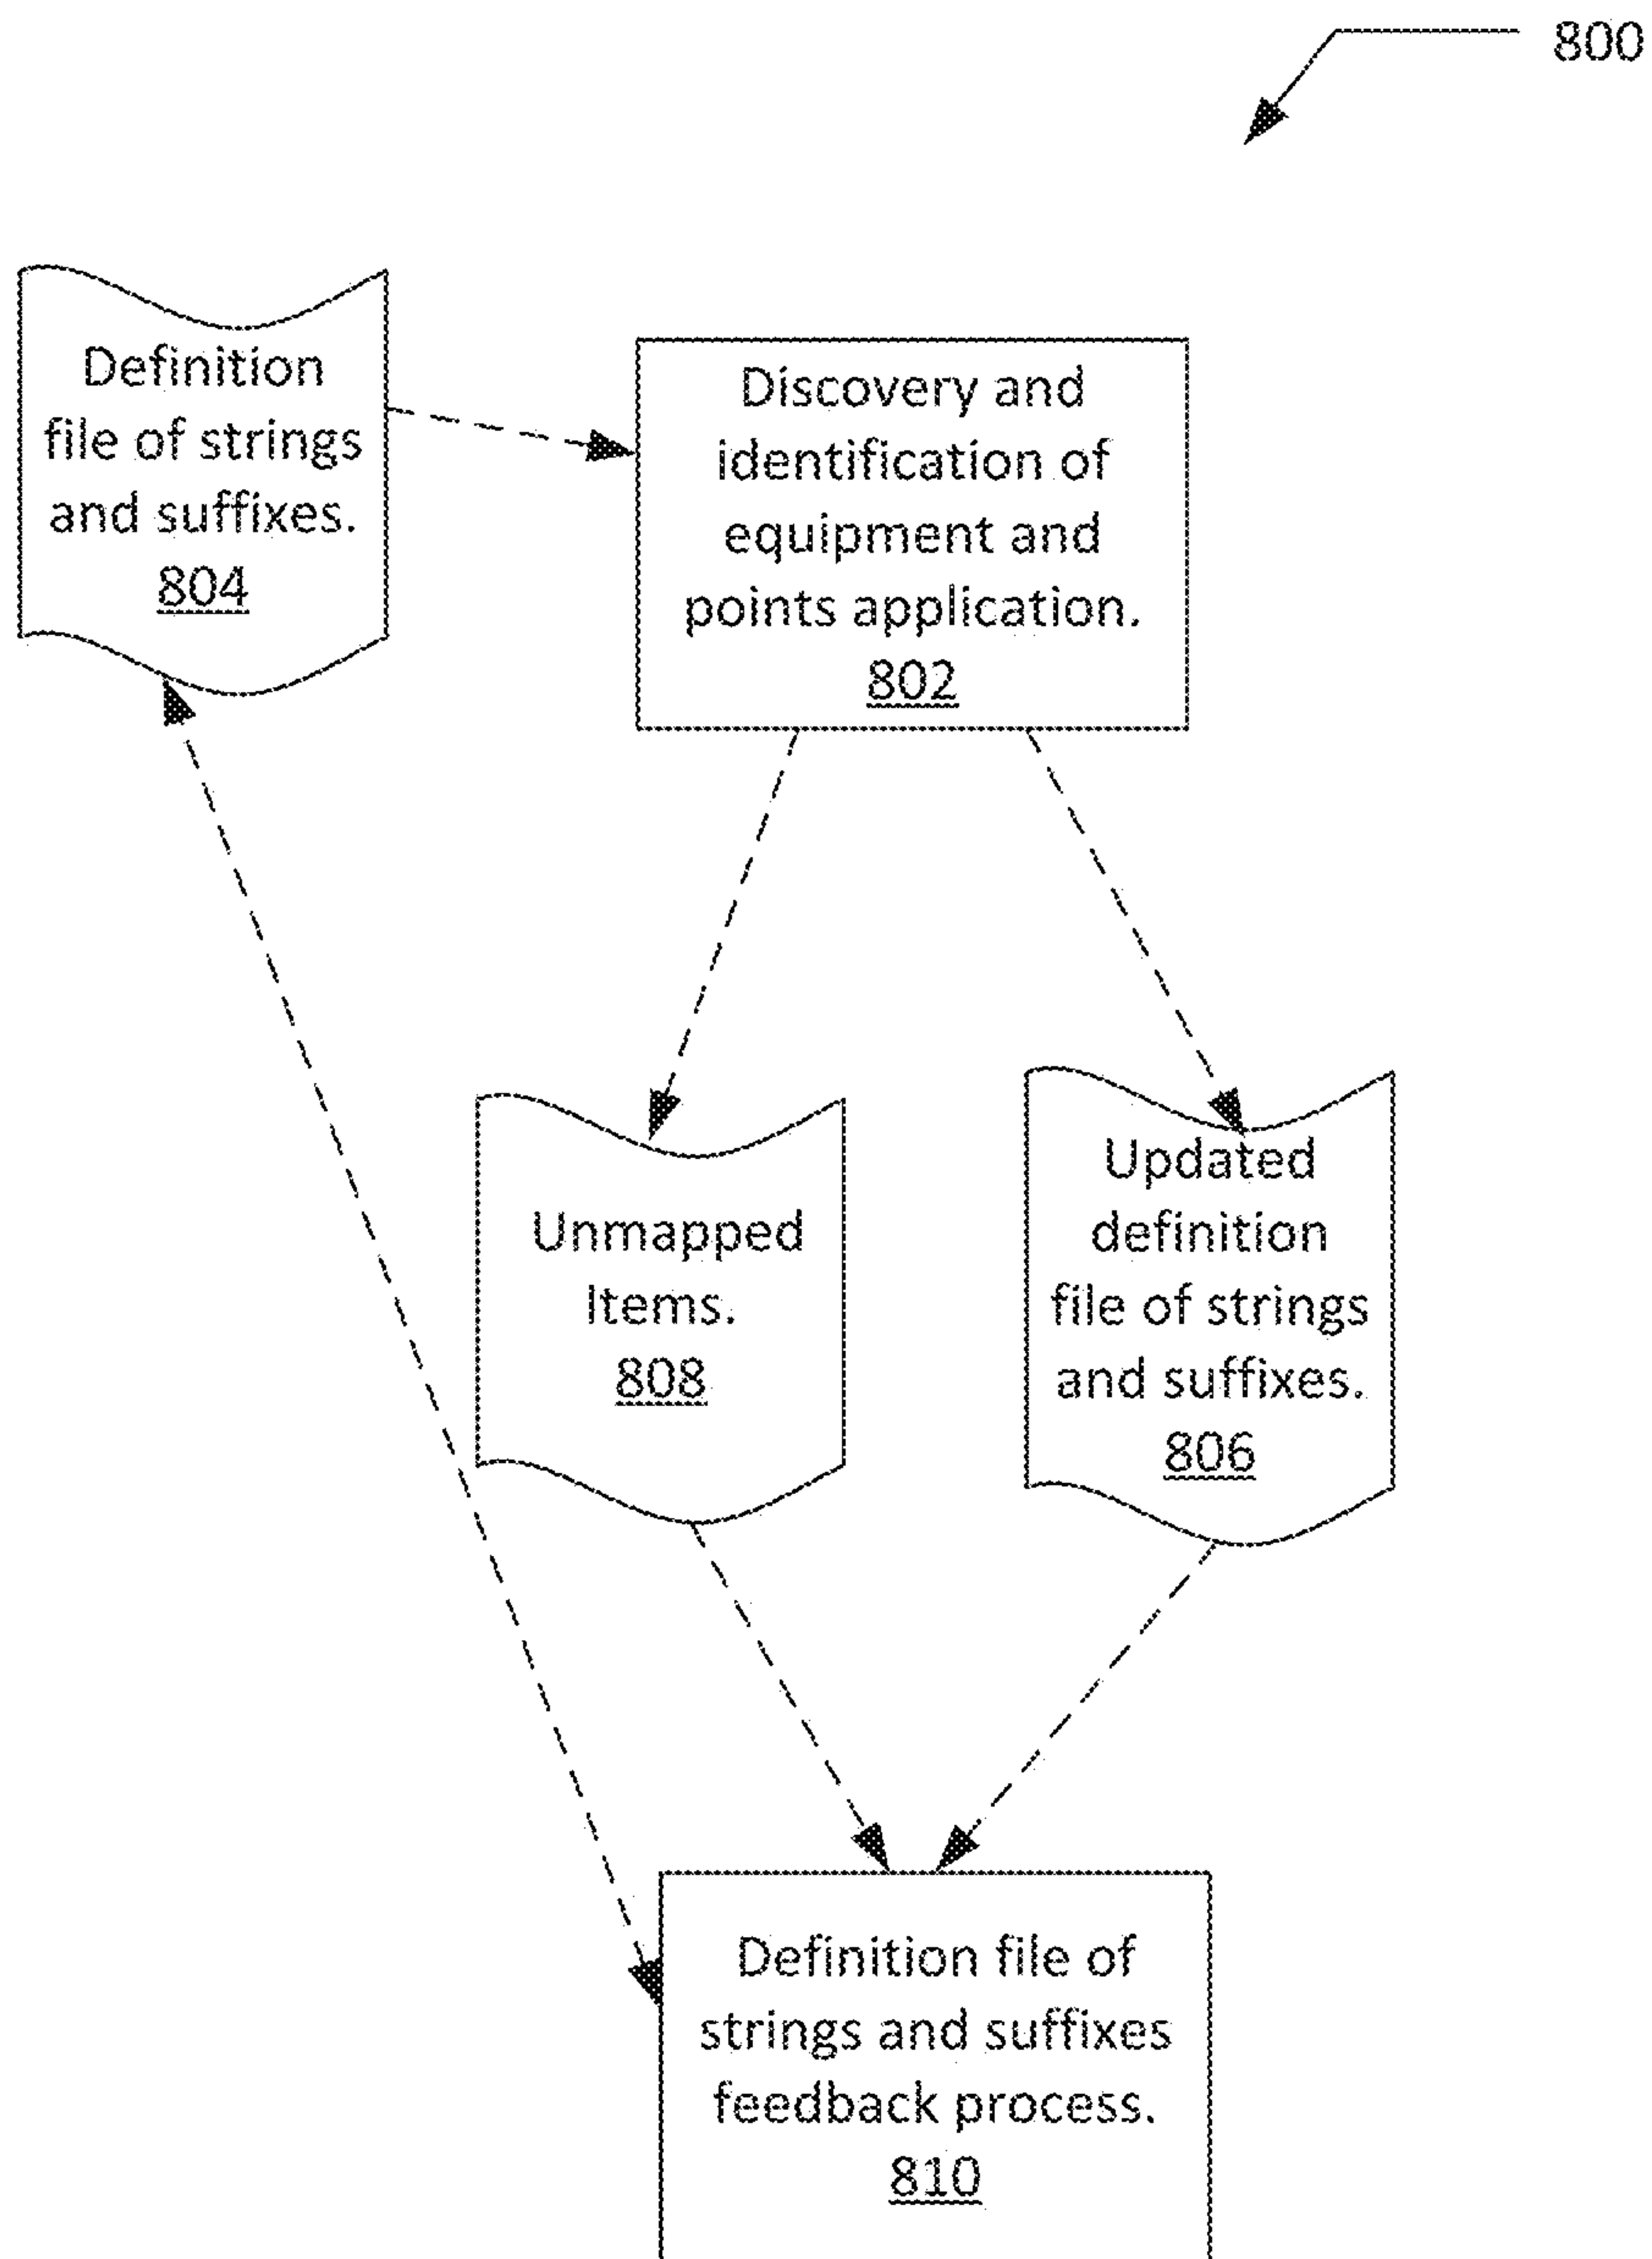 800
Definition
file of strings
and suffixes.
804
Discovery and
identification of
equipment and
points application.
802
Unmapped
Items.
808
Updated
definition
file of strings
and suffixes.
806
Definition file of
strings and suffixes
feedback process.
810